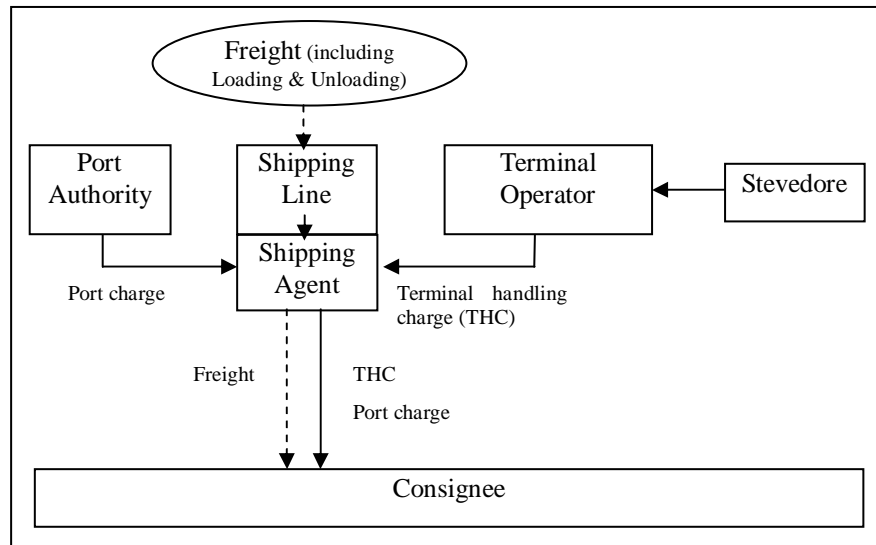 Freight (including
Loading & Unloading)
Port
Authority
Shipping
Line
Terminal
Operator
Stevedore
Shipping
Agent
Port charge
Terminal handling
charge (THC)
Freight
THC
Port charge
Consignee